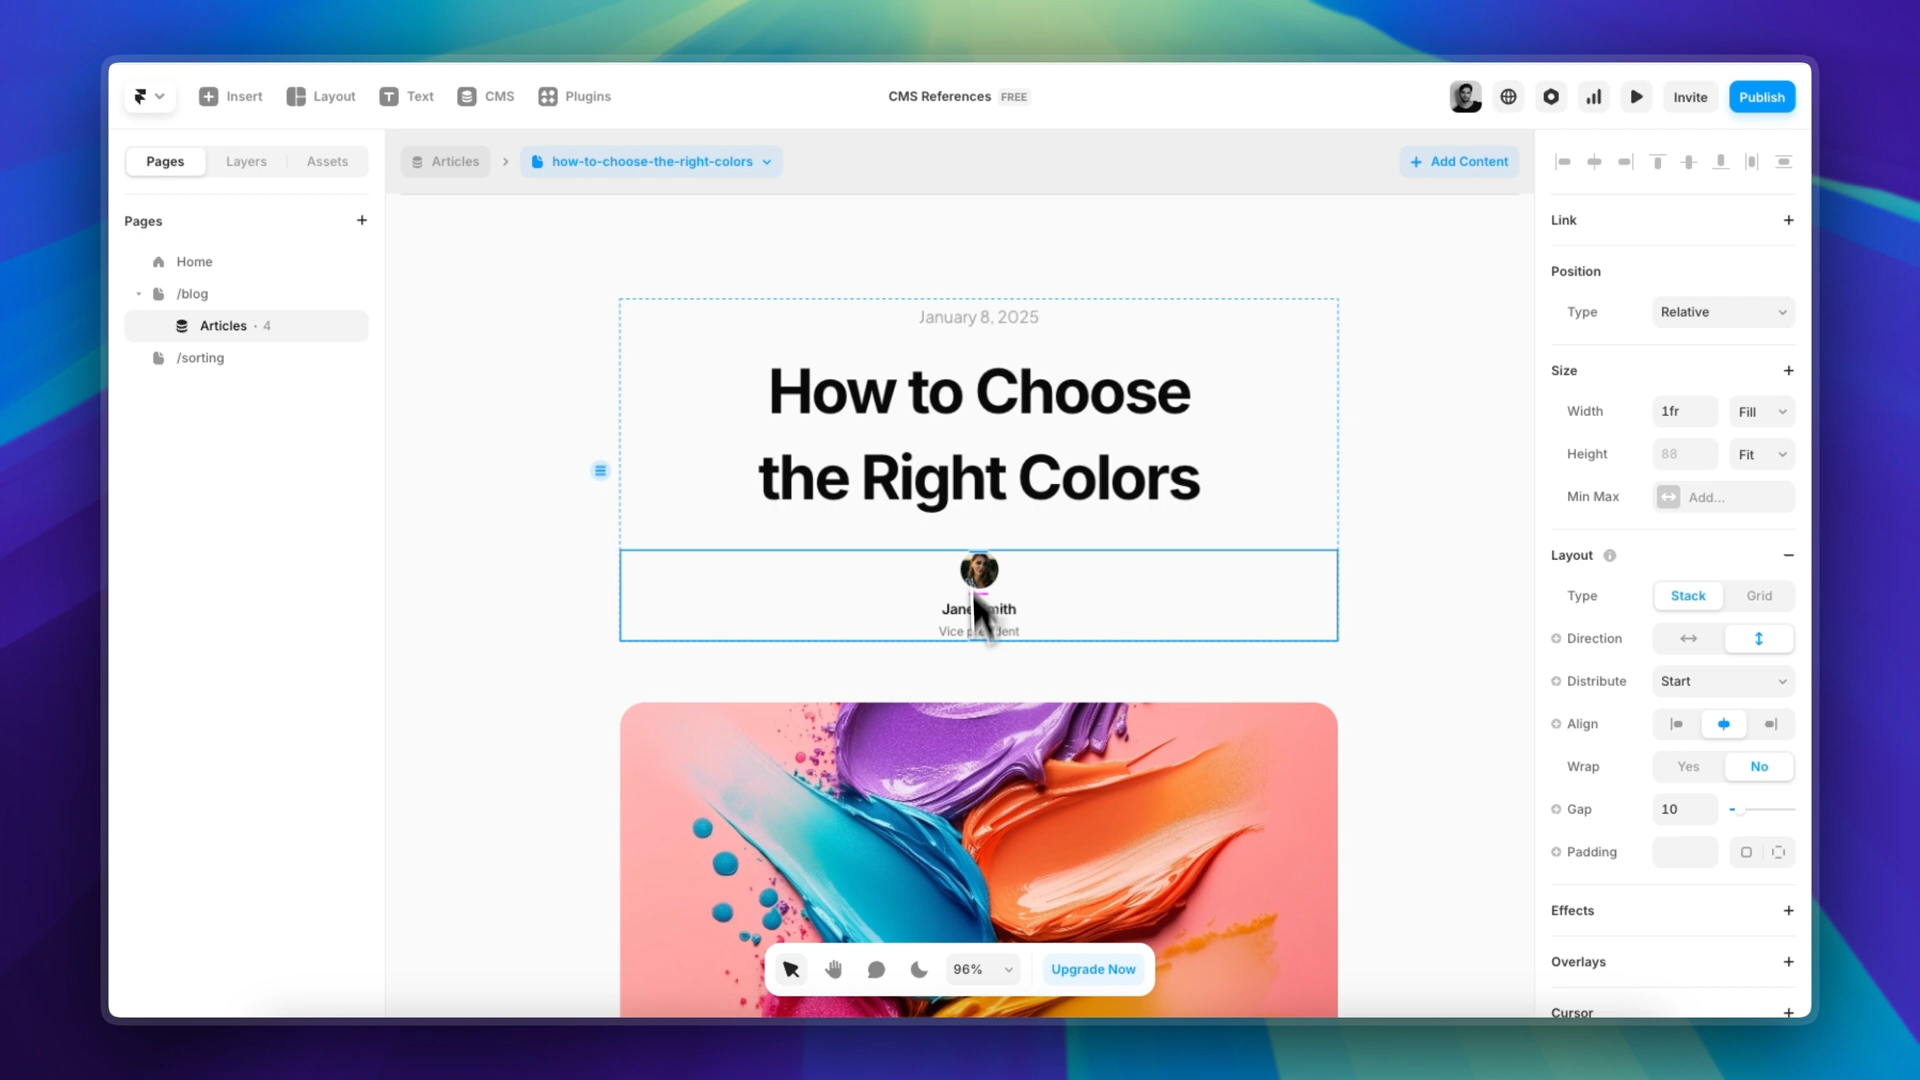 Insert Layout Text CMS Plugins
CMS References FREE
Invite Publish
Pages Layers Assets
Pages
Home
/blog
Articles · 4
/sorting
Articles how-to-choose-the-right-colors
Add Content
January 8, 2025
How to Choose
the Right Colors
96% Upgrade Now
Link
Position
Type Relative
Size
Width 1fr Fill
Height 88 Fit
Min Max Add...
Layout
Type Stack Grid
Direction
Distribute Start
Align
Wrap Yes No
Gap 10
Padding
Effects
Overlays
Cursor